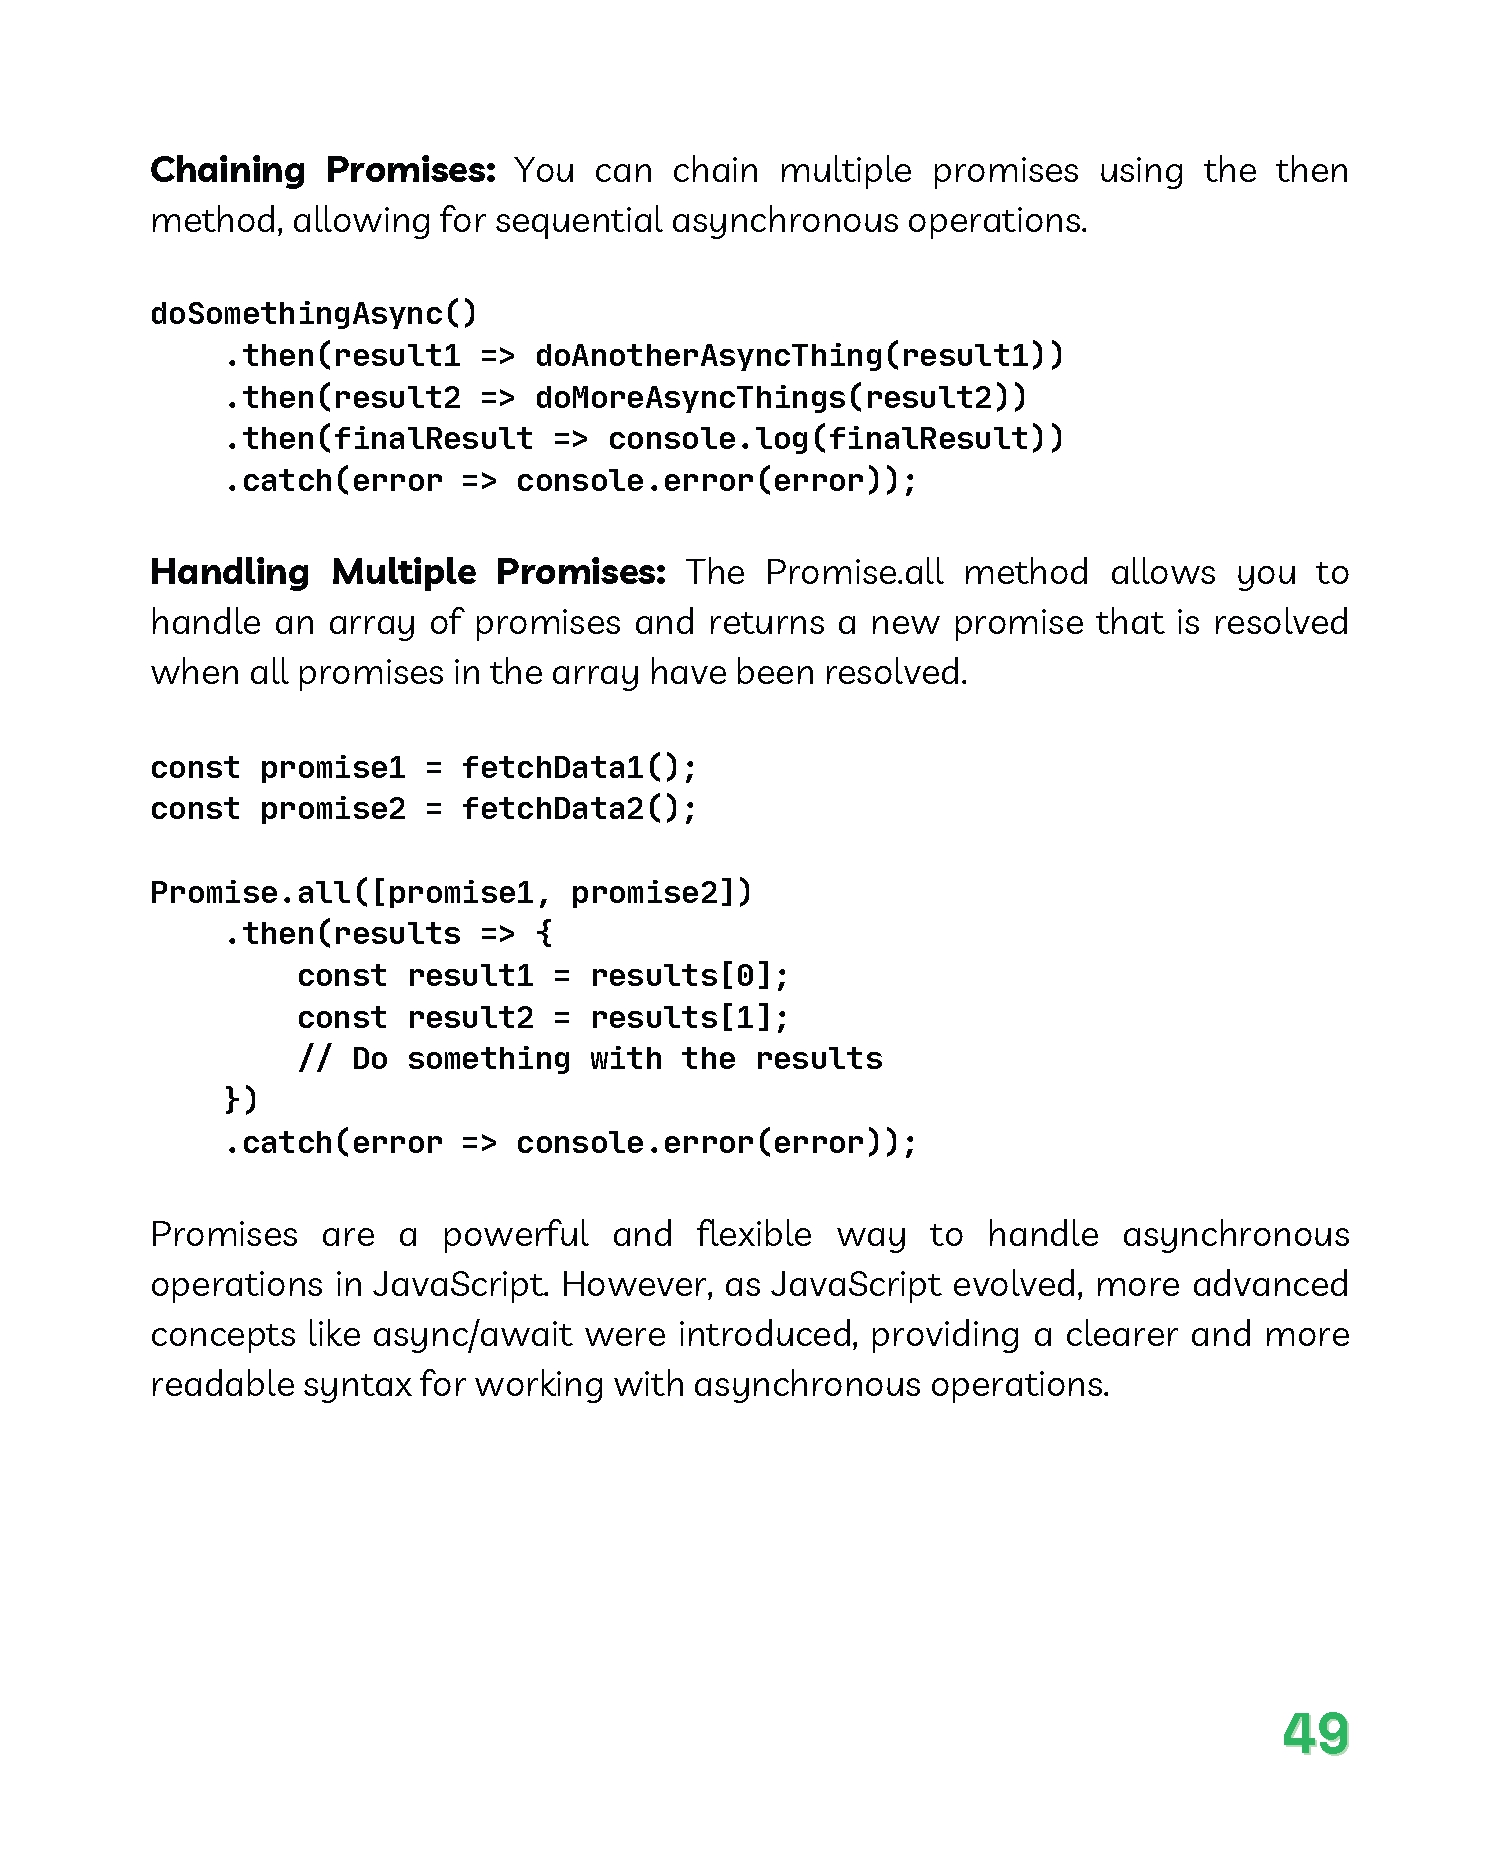 Chaining Promises: You can chain multiple promises using the then
method, allowing for sequential asynchronous operations.
doSomethingAsync()
    .then(result1 => doAnotherAsyncThing(result1))
    .then(result2 => doMoreAsyncThings(result2))
    .then(finalResult => console.log(finalResult))
    .catch(error => console.error(error));
Handling Multiple Promises: The Promise.all method allows you to
handle an array of promises and returns a new promise that is resolved
when all promises in the array have been resolved.
const promise1 = fetchData1();
const promise2 = fetchData2();
Promise.all([promise1, promise2])
    .then(results => {
        const result1 = results[0];
        const result2 = results[1];
        // Do something with the results
    })
    .catch(error => console.error(error));
Promises are a powerful and flexible way to handle asynchronous
operations in JavaScript. However, as JavaScript evolved, more advanced
concepts like async/await were introduced, providing a clearer and more
readable syntax for working with asynchronous operations.
49